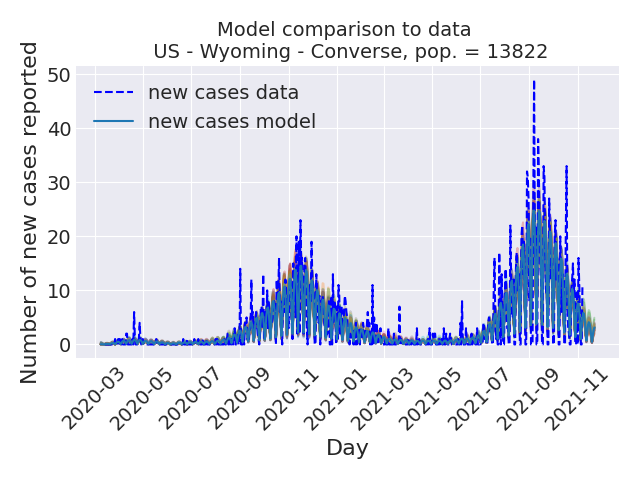 Model comparison to data
US - Wyoming - Converse, pop. = 13822
new cases data
new cases model
Number of new cases reported
50
40
30
20
10
0
2020-03
2020-05
2020-07
2020-09
2020-11
2021-01
2021-03
2021-05
2021-07
2021-09
2021-11
Day